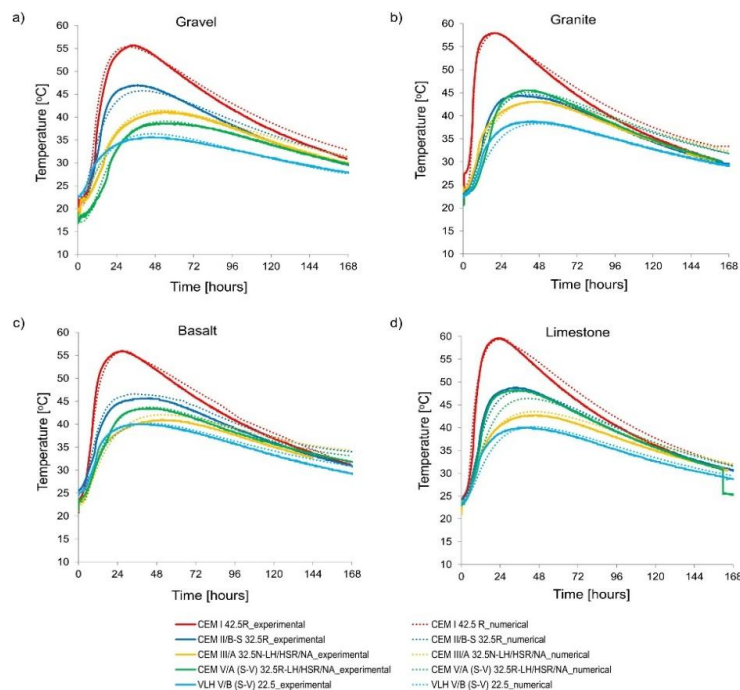 a)
Gravel
Temperature [°C]
60
55
50
45
40
35
30
25
20
15
10
0 24 48 72 96 120 144 168
Time [hours]
b)
Granite
Temperature [°C]
60
55
50
45
40
35
30
25
20
15
10
0 24 48 72 96 120 144 168
Time [hours]
c)
Basalt
Temperature [°C]
60
55
50
45
40
35
30
25
20
15
10
0 24 48 72 96 120 144 168
Time [hours]
d)
Limestone
Temperature [°C]
60
55
50
45
40
35
30
25
20
15
10
0 24 48 72 96 120 144 168
Time [hours]
CEM I 42.5R_experimental
CEM II/B-S 32.5R_experimental
CEM III/A 32.5N-LH/HSR/NA_experimental
CEM V/A (S-V) 32.5R-LH/HSR/NA_experimental
VLH V/B (S-V) 22.5_experimental
CEM I 42.5 R_numerical
CEM II/B-S 32.5R_numerical
CEM III/A 32.5N-LH/HSR/NA_numerical
CEM V/A (S-V) 32.5R-LH/HSR/NA_numerical
VLH V/B (S-V) 22.5_numerical